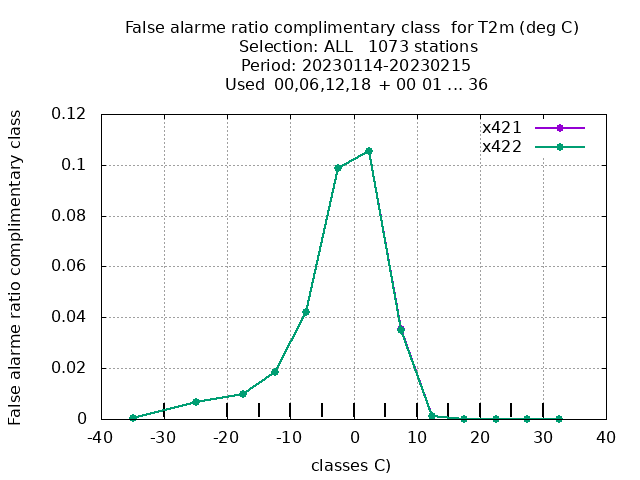 False alarme ratio complimentary class  for T2m (deg C)
Selection: ALL   1073 stations
Period: 20230114-20230215
Used  00,06,12,18  + 00 01 ... 36
False alarme ratio complimentary class
0.12
0.1
0.08
0.06
0.04
0.02
0
x421
x422
-40 -30 -20 -10 0 10 20 30 40
classes C)